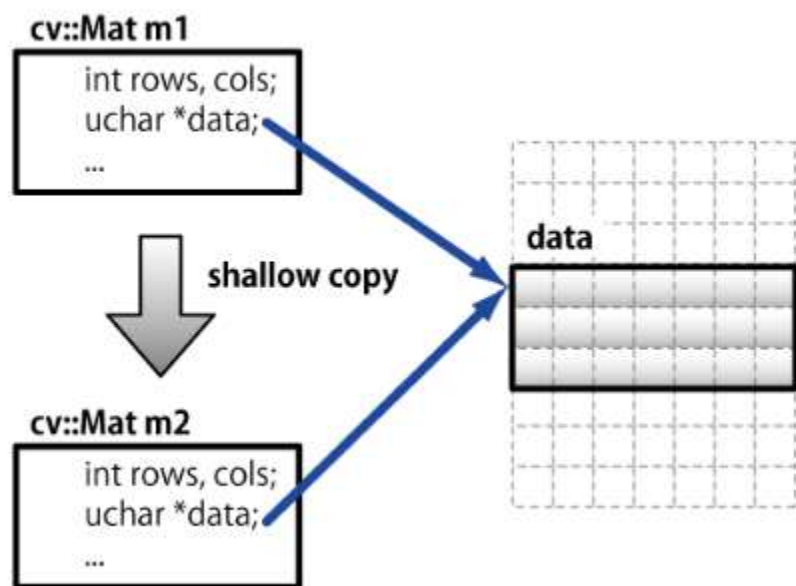 cv::Mat m1
int rows, cols;
uchar *data;
...
data
shallow copy
cv::Mat m2
int rows, cols;
uchar *data;
...